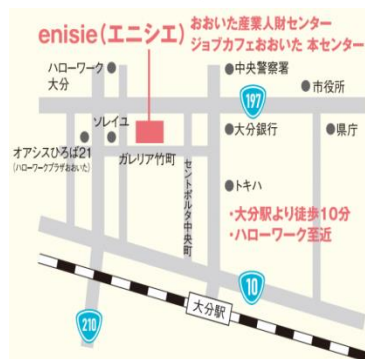 enisie(エニシエ)
おおいた産業人財センター
ジョブカフェおおいた 本センター
ハローワーク
大分
中央警察署
市役所
197
ソレイユ
大分銀行
県庁
オアシスひろば21
(ハローワークプラザおおいた)
ガレリア竹町
セントポルタ中央町
トキハ
・大分駅より徒歩10分
・ハローワーク至近
10
大分駅
210